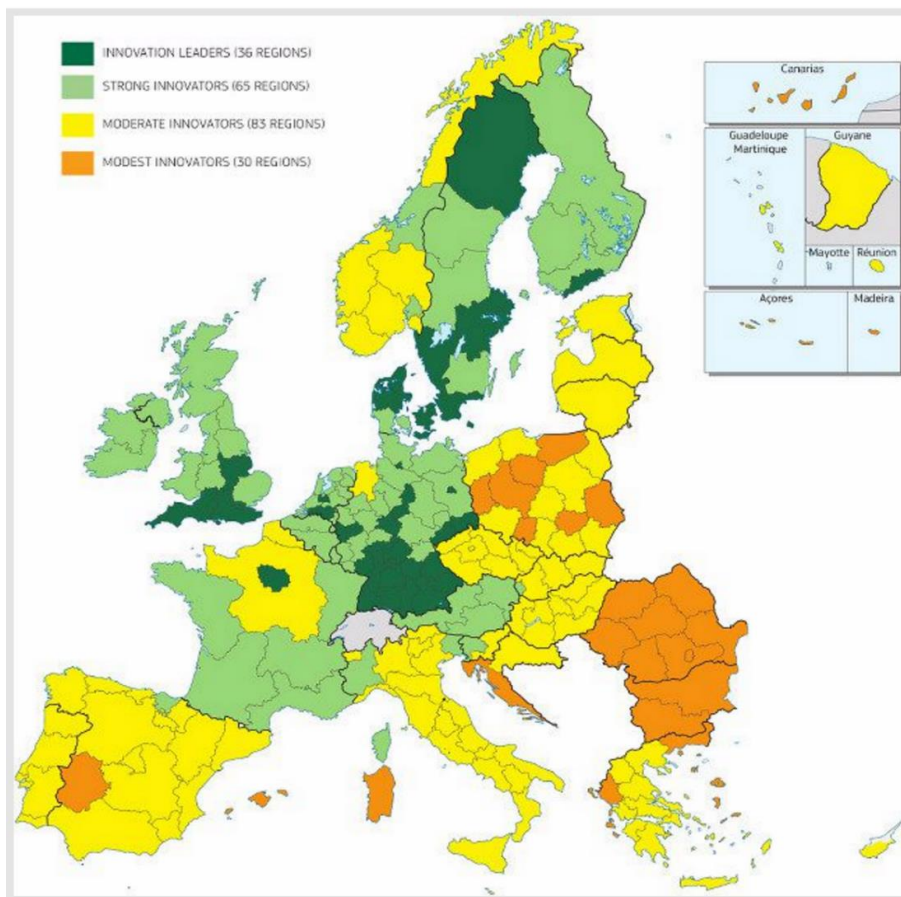 INNOVATION LEADERS (36 REGIONS)
STRONG INNOVATORS (65 REGIONS)
MODERATE INNOVATORS (83 REGIONS)
MODEST INNOVATORS (30 REGIONS)
Canarias
Guadeloupe
Martinique
Guyane
Mayotte
Réunion
Açores
Madeira